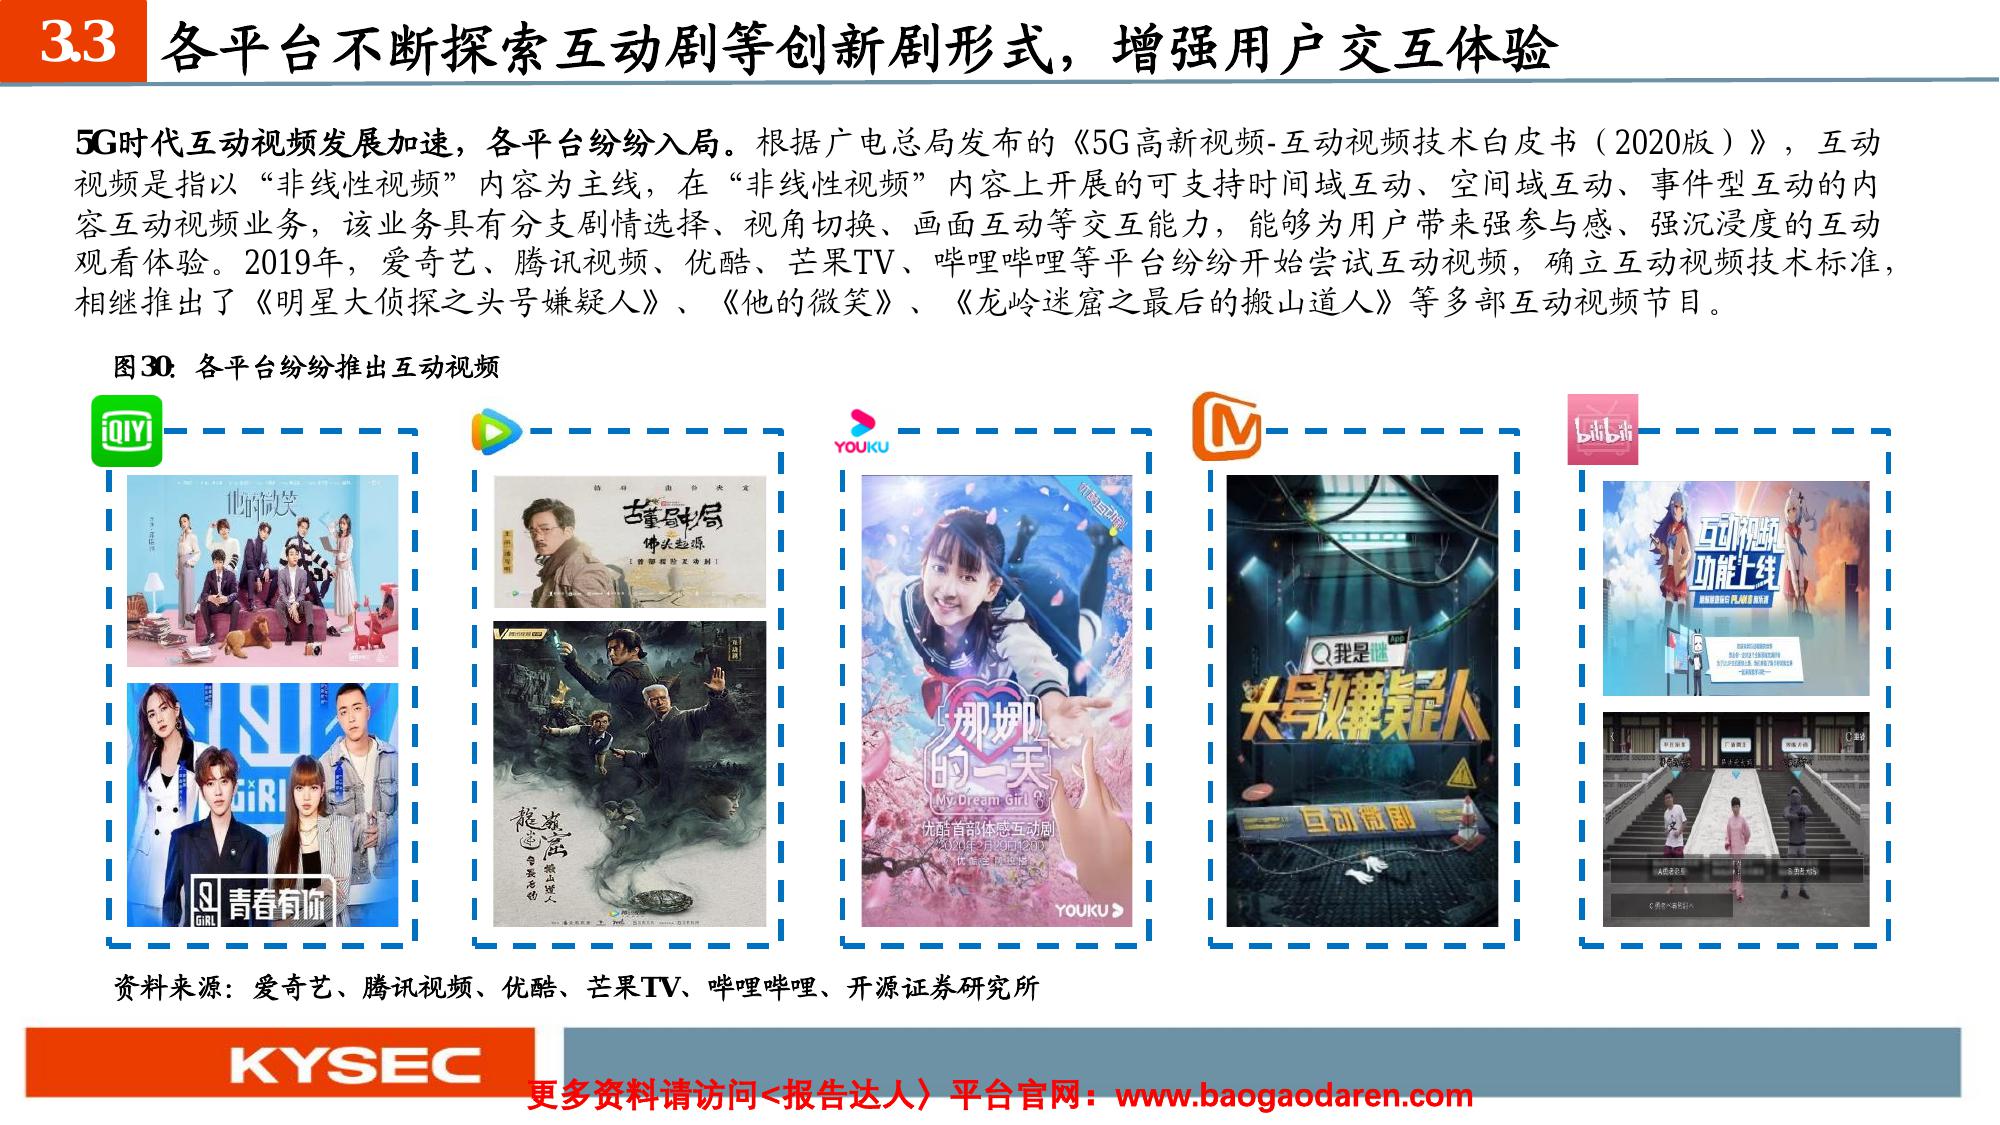 3.3 各平台不断探索互动剧等创新剧形式，增强用户交互体验
5G时代互动视频发展加速，各平台纷纷入局。根据广电总局发布的《5G高新视频-互动视频技术白皮书（2020版）》，互动
视频是指以“非线性视频”内容为主线，在“非线性视频”内容上开展的可支持时间域互动、空间域互动、事件型互动的内
容互动视频业务，该业务具有分支剧情选择、视角切换、画面互动等交互能力，能够为用户带来强参与感、强沉浸度的互动
观看体验。2019年，爱奇艺、腾讯视频、优酷、芒果TV、哔哩哔哩等平台纷纷开始尝试互动视频，确立互动视频技术标准，
相继推出了《明星大侦探之头号嫌疑人》、《他的微笑》、《龙岭迷窟之最后的搬山道人》等多部互动视频节目。
图30：各平台纷纷推出互动视频
iQIYI
YOUKU
bilibili
他的微笑
GiRL
青春有你
古董局中局
佛头起源
龙岭迷窟
之最后的
搬山道人
优酷互动剧
娜娜
的一天
My Dream Girl
优酷首部体感互动剧
YOUKU
我是谜
App
头号嫌疑人
互动微剧
互动视频
功能上线
资料来源：爱奇艺、腾讯视频、优酷、芒果TV、哔哩哔哩、开源证券研究所
KYSEC
更多资料请访问<报告达人〉平台官网：www.baogaodaren.com